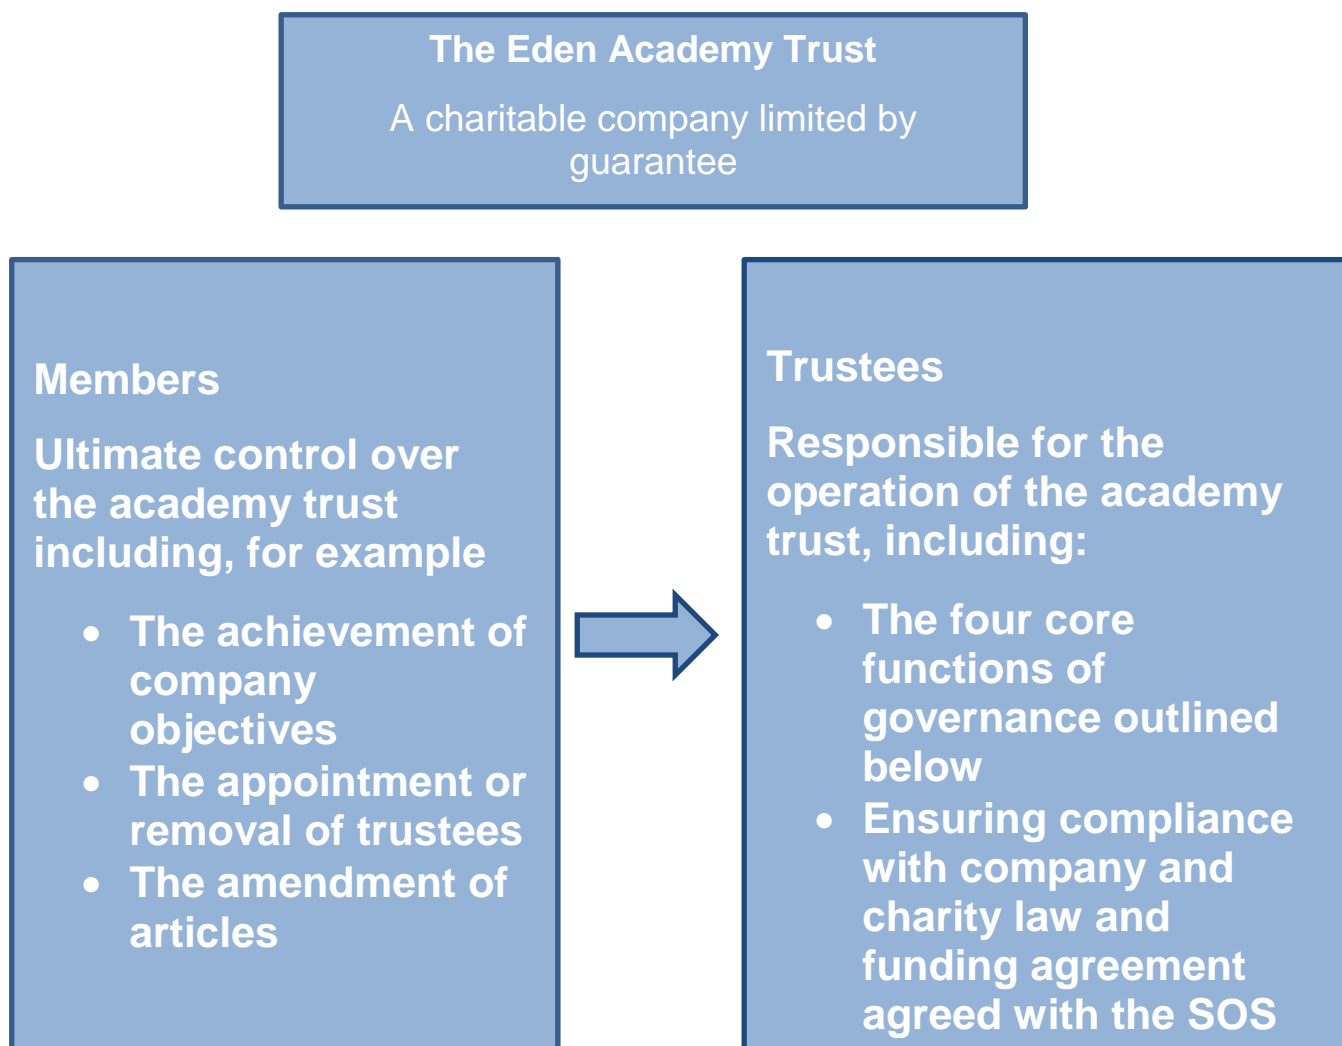 The Eden Academy Trust
A charitable company limited by
guarantee
Members
Ultimate control over
the academy trust
including, for example
• The achievement of
company
objectives
• The appointment or
removal of trustees
• The amendment of
articles
Trustees
Responsible for the
operation of the academy
trust, including:
• The four core
functions of
governance outlined
below
• Ensuring compliance
with company and
charity law and
funding agreement
agreed with the SOS